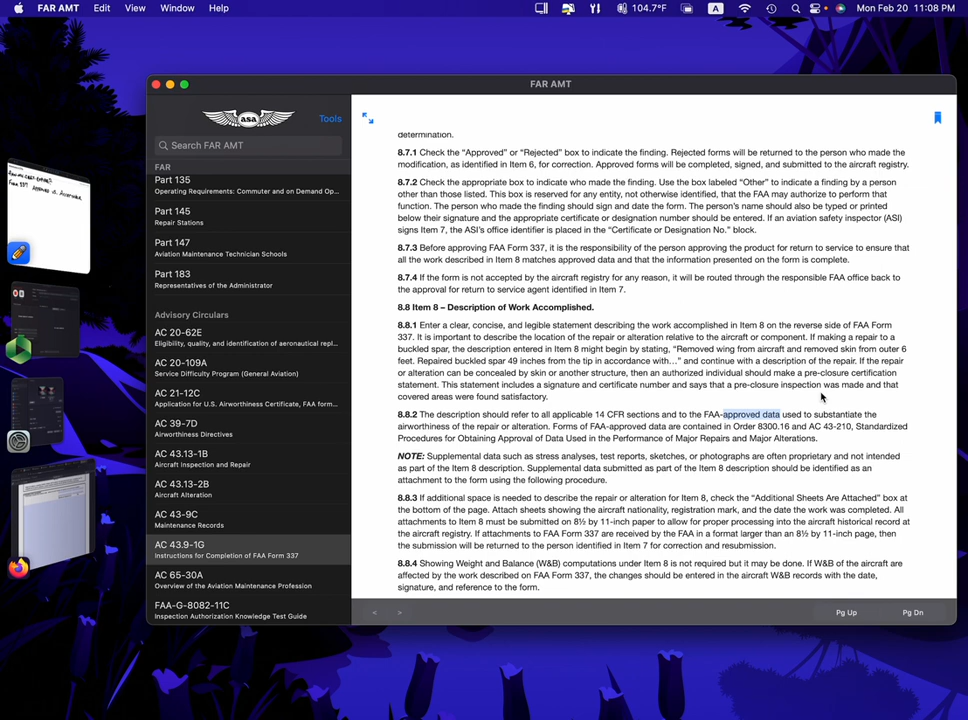 FAR AMT Edit View Window Help
104.7°F A Mon Feb 20 11:08 PM
FAR AMT
asa
Tools
Search FAR AMT
FAR
Part 135
Operating Requirements: Commuter and on Demand Op...
Part 145
Repair Stations
Part 147
Aviation Maintenance Technician Schools
Part 183
Representatives of the Administrator
Advisory Circulars
AC 20-62E
Eligibility, quality, and identification of aeronautical repl...
AC 20-109A
Service Difficulty Program (General Aviation)
AC 21-12C
Application for U.S. Airworthiness Certificate, FAA form...
AC 39-7D
Airworthiness Directives
AC 43.13-1B
Aircraft Inspection and Repair
AC 43.13-2B
Aircraft Alteration
AC 43-9C
Maintenance Records
AC 43.9-1G
Instructions for Completion of FAA Form 337
AC 65-30A
Overview of the Aviation Maintenance Profession
FAA-G-8082-11C
Inspection Authorization Knowledge Test Guide
determination.
8.7.1 Check the “Approved” or “Rejected” box to indicate the finding. Rejected forms will be returned to the person who made the
modification, as identified in Item 6, for correction. Approved forms will be completed, signed, and submitted to the aircraft registry.
8.7.2 Check the appropriate box to indicate who made the finding. Use the box labeled “Other” to indicate a finding by a person
other than those listed. This box is reserved for any entity, not otherwise identified, that the FAA may authorize to perform that
function. The person who made the finding should sign and date the form. The person’s name should also be typed or printed
below their signature and the appropriate certificate or designation number should be entered. If an aviation safety inspector (ASI)
signs Item 7, the ASI’s office identifier is placed in the “Certificate or Designation No.” block.
8.7.3 Before approving FAA Form 337, it is the responsibility of the person approving the product for return to service to ensure that
all the work described in Item 8 matches approved data and that the information presented on the form is complete.
8.7.4 If the form is not accepted by the aircraft registry for any reason, it will be routed through the responsible FAA office back to
the approval for return to service agent identified in Item 7.
8.8 Item 8 – Description of Work Accomplished.
8.8.1 Enter a clear, concise, and legible statement describing the work accomplished in Item 8 on the reverse side of FAA Form
337. It is important to describe the location of the repair or alteration relative to the aircraft or component. If making a repair to a
buckled spar, the description entered in Item 8 might begin by stating, “Removed wing from aircraft and removed skin from outer 6
feet. Repaired buckled spar 49 inches from the tip in accordance with…” and continue with a description of the repair. If the repair
or alteration can be concealed by skin or another structure, then an authorized individual should make a pre-closure certification
statement. This statement includes a signature and certificate number and says that a pre-closure inspection was made and that
covered areas were found satisfactory.
8.8.2 The description should refer to all applicable 14 CFR sections and to the FAA-approved data used to substantiate the
airworthiness of the repair or alteration. Forms of FAA-approved data are contained in Order 8300.16 and AC 43-210, Standardized
Procedures for Obtaining Approval of Data Used in the Performance of Major Repairs and Major Alterations.
NOTE: Supplemental data such as stress analyses, test reports, sketches, or photographs are often proprietary and not intended
as part of the Item 8 description. Supplemental data submitted as part of the Item 8 description should be identified as an
attachment to the form using the following procedure.
8.8.3 If additional space is needed to describe the repair or alteration for Item 8, check the “Additional Sheets Are Attached” box at
the bottom of the page. Attach sheets showing the aircraft nationality, registration mark, and the date the work was completed. All
attachments to Item 8 must be submitted on 8½ by 11-inch paper to allow for proper processing into the aircraft historical record at
the aircraft registry. If attachments to FAA Form 337 are received by the FAA in a format larger than an 8½ by 11-inch page, then
the submission will be returned to the person identified in Item 7 for correction and resubmission.
8.8.4 Showing Weight and Balance (W&B) computations under Item 8 is not required but it may be done. If W&B of the aircraft are
affected by the work described on FAA Form 337, the changes should be entered in the aircraft W&B records with the date,
signature, and reference to the form.
< > Pg Up Pg Dn